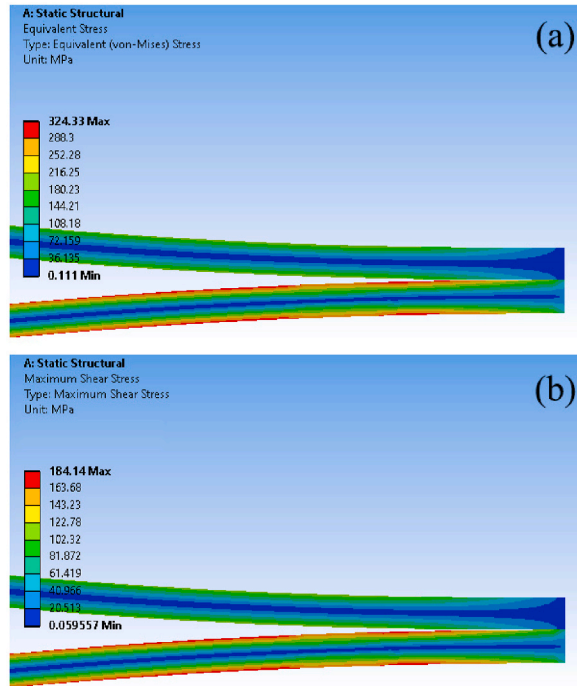 A: Static Structural
Equivalent Stress
Type: Equivalent (von-Mises) Stress
Unit: MPa
(a)
324.33 Max
288.3
252.28
216.25
180.23
144.21
108.18
72.159
36.135
0.111 Min
A: Static Structural
Maximum Shear Stress
Type: Maximum Shear Stress
Unit: MPa
(b)
184.14 Max
163.68
143.23
122.78
102.32
81.872
61.419
40.966
20.513
0.059557 Min